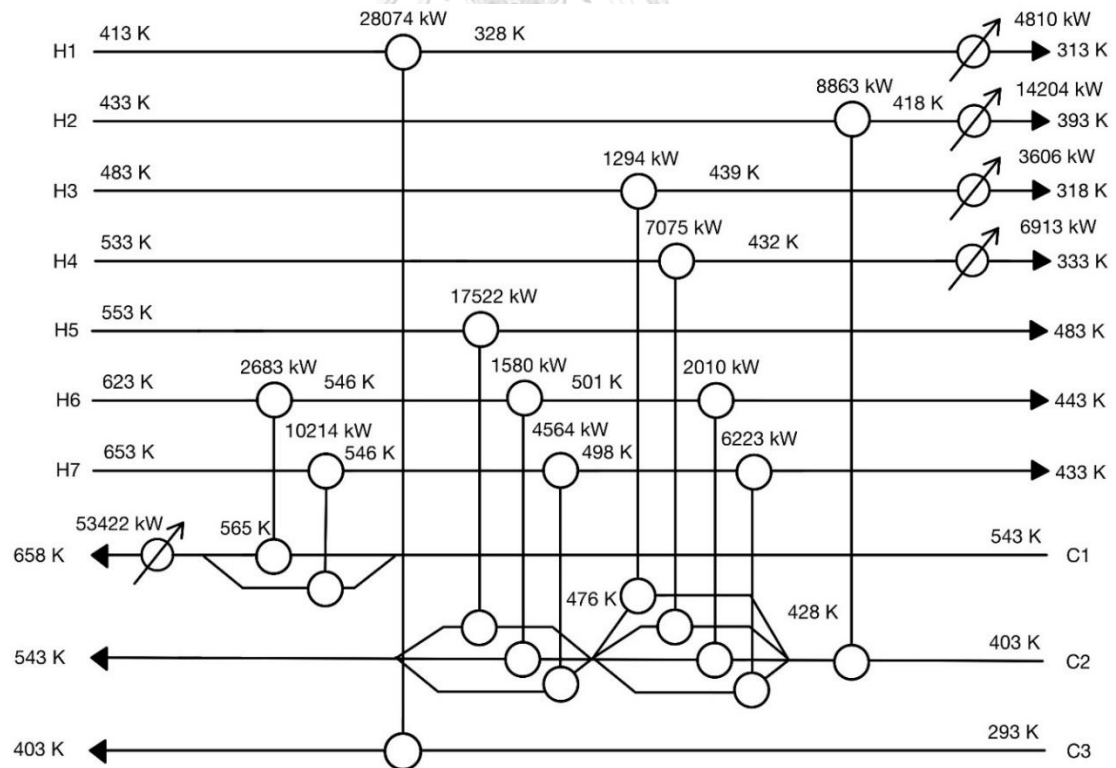 28074 kW
4810 kW
H1 413 K 328 K 313 K
8863 kW 14204 kW
H2 433 K 418 K 393 K
1294 kW 3606 kW
H3 483 K 439 K 318 K
7075 kW 6913 kW
H4 533 K 432 K 333 K
17522 kW
H5 553 K 483 K
2683 kW 1580 kW 2010 kW
H6 623 K 546 K 501 K 443 K
10214 kW 4564 kW 6223 kW
H7 653 K 546 K 498 K 433 K
53422 kW 565 K 543 K
658 K C1
476 K 428 K
403 K
543 K C2
293 K
403 K C3